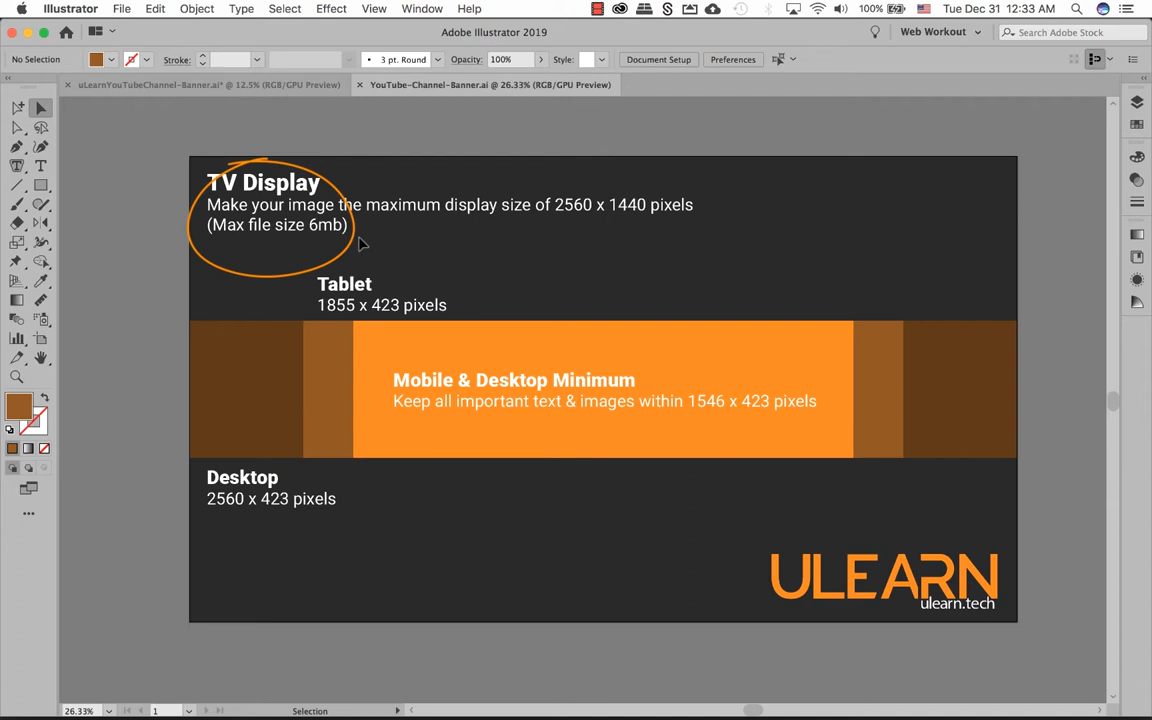 Illustrator File Edit Object Type Select Effect View Window Help 100% Tue Dec 31 12:33 AM
Adobe Illustrator 2019 Web Workout Search Adobe Stock
No Selection Stroke: 3 pt. Round Opacity: 100% Style: Document Setup Preferences
uLearnYouTubeChannel-Banner.ai* @ 12.5% (RGB/GPU Preview) YouTube-Channel-Banner.ai @ 26.33% (RGB/GPU Preview)
TV Display
Make your image the maximum display size of 2560 x 1440 pixels
(Max file size 6mb)
Tablet
1855 x 423 pixels
Mobile & Desktop Minimum
Keep all important text & images within 1546 x 423 pixels
Desktop
2560 x 423 pixels
ULEARN
ulearn.tech
26.33% 1 Selection